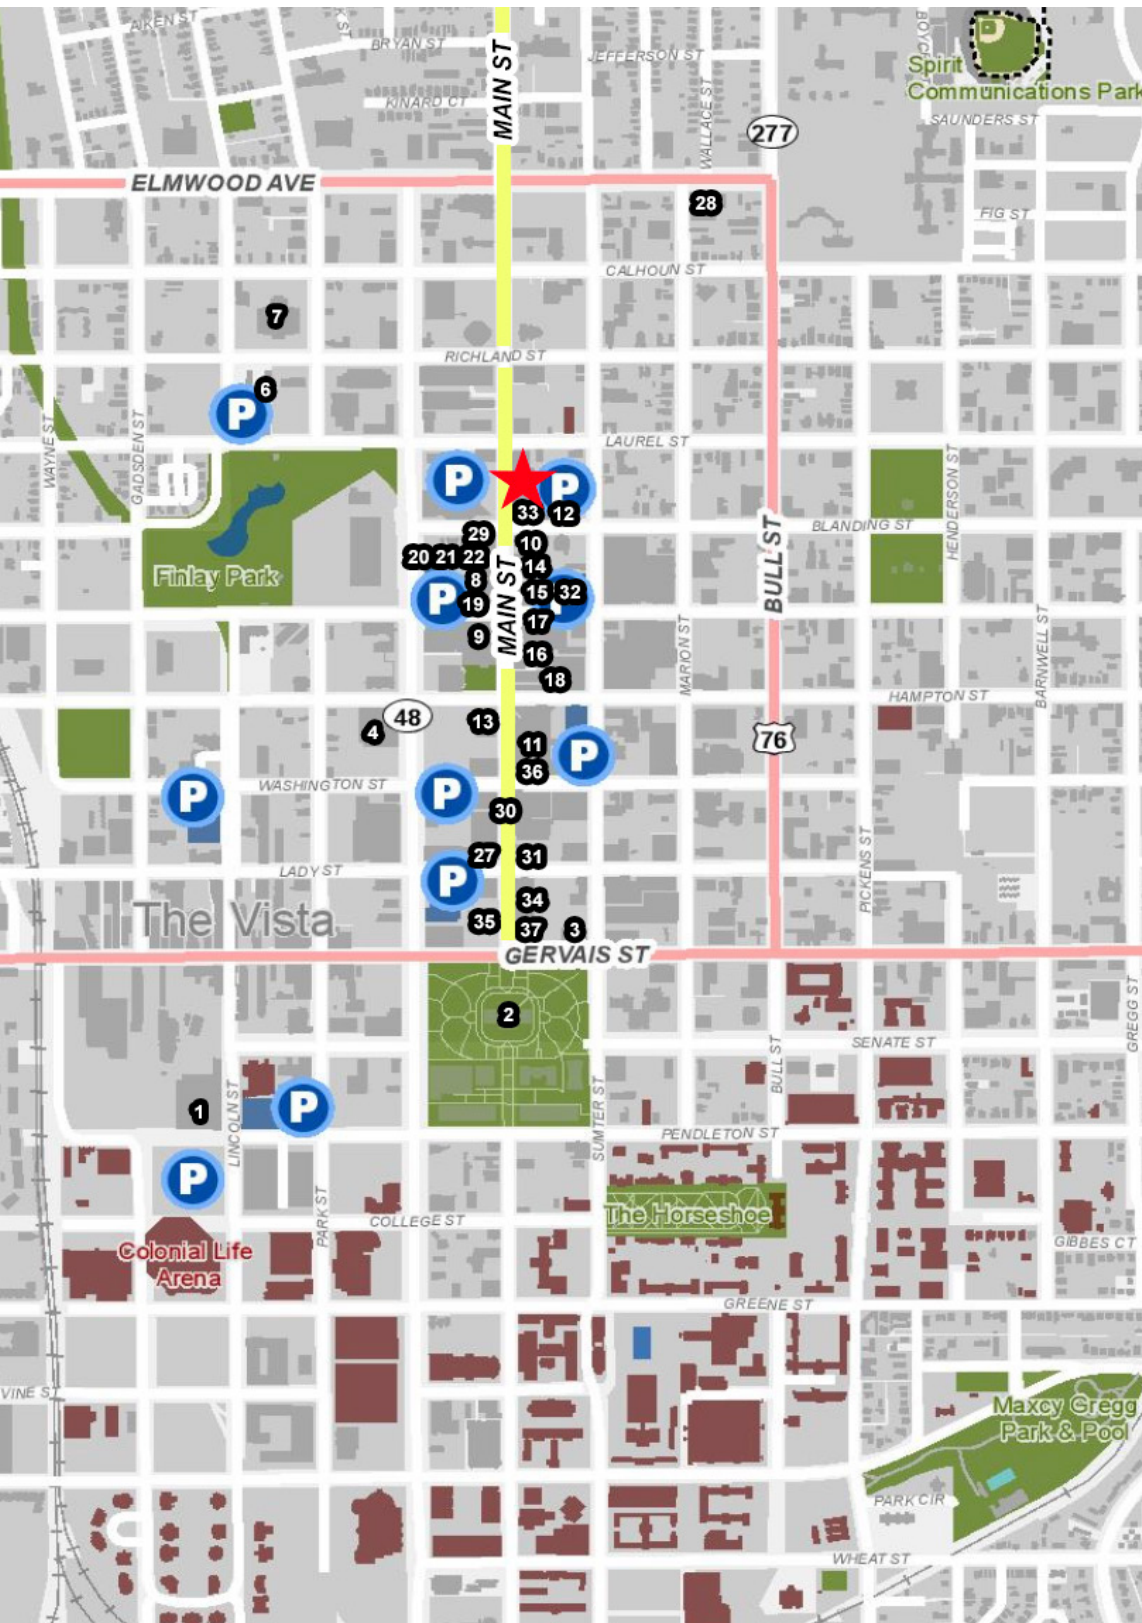 AIKEN ST
K ST
BRYAN ST
MAIN ST
JEFFERSON ST
BOYC
Spirit
Communications Park
KINARD CT
WALLACE ST
SAUNDERS ST
277
ELMWOOD AVE
28
FIG ST
CALHOUN ST
7
RICHLAND ST
6
P
WAYNE ST
GADSDEN ST
LAUREL ST
HENDERSON ST
P
P
33
12
BLANDING ST
29
10
20
21
22
14
Finlay Park
8
MAIN ST
BULL ST
P
19
15
32
17
9
16
MARION ST
BARNWELL ST
18
HAMPTON ST
48
13
4
11
76
P
36
WASHINGTON ST
P
P
30
27
31
LADY ST
PICKENS ST
P
34
The Vista
35
37
3
GERVAIS ST
2
GREGG ST
SENATE ST
BULL ST
1
P
LINCOLN ST
SUMTER ST
PENDLETON ST
P
PARK ST
COLLEGE ST
The Horseshoe
Colonial Life
Arena
GIBBES CT
GREENE ST
VINE ST
Maxcy Gregg
Park & Pool
PARK CIR
WHEAT ST